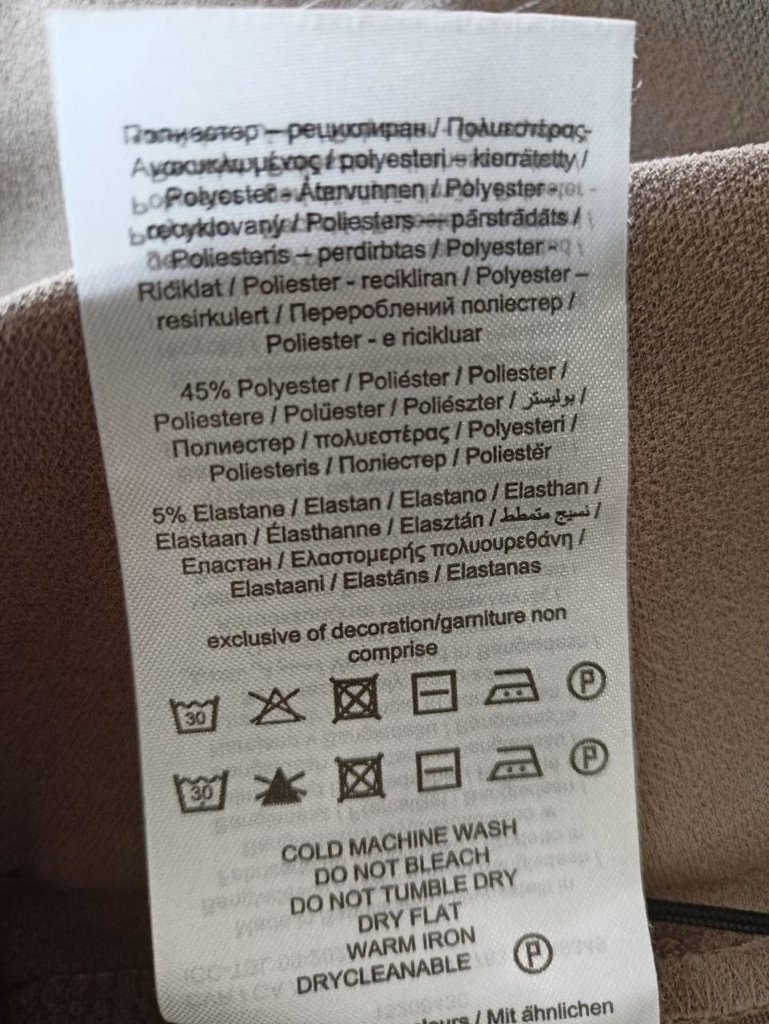 Полиестер – рециклиран / Πολυεστέρας-
Ανακυκλωμένος / polyesteri – kierrätetty /
Polyester - Återvunnen / Polyester -
recyklovaný / Poliesters – pārstrādāts /
Poliesteris – perdirbtas / Polyester -
Riciklat / Poliester - recikliran / Polyester –
resirkulert / Перероблений поліестер /
Poliester - e ricikluar
45% Polyester / Poliéster / Poliester /
Poliestere / Polűester / Poliészter / بوليستر /
Полиестер / πολυεστέρας / Polyesteri /
Poliesteris / Поліестер / Poliestër
5% Elastane / Elastan / Elastano / Elasthan /
Elastaan / Élasthanne / Elasztán / نسيج متمطط /
Еластан / Ελαστομερής πολυουρεθάνη /
Elastaani / Elastāns / Elastanas
exclusive of decoration/garniture non
comprise
30 P
30 P
COLD MACHINE WASH
DO NOT BLEACH
DO NOT TUMBLE DRY
DRY FLAT
WARM IRON
DRYCLEANABLE P
/ Mit ähnlichen